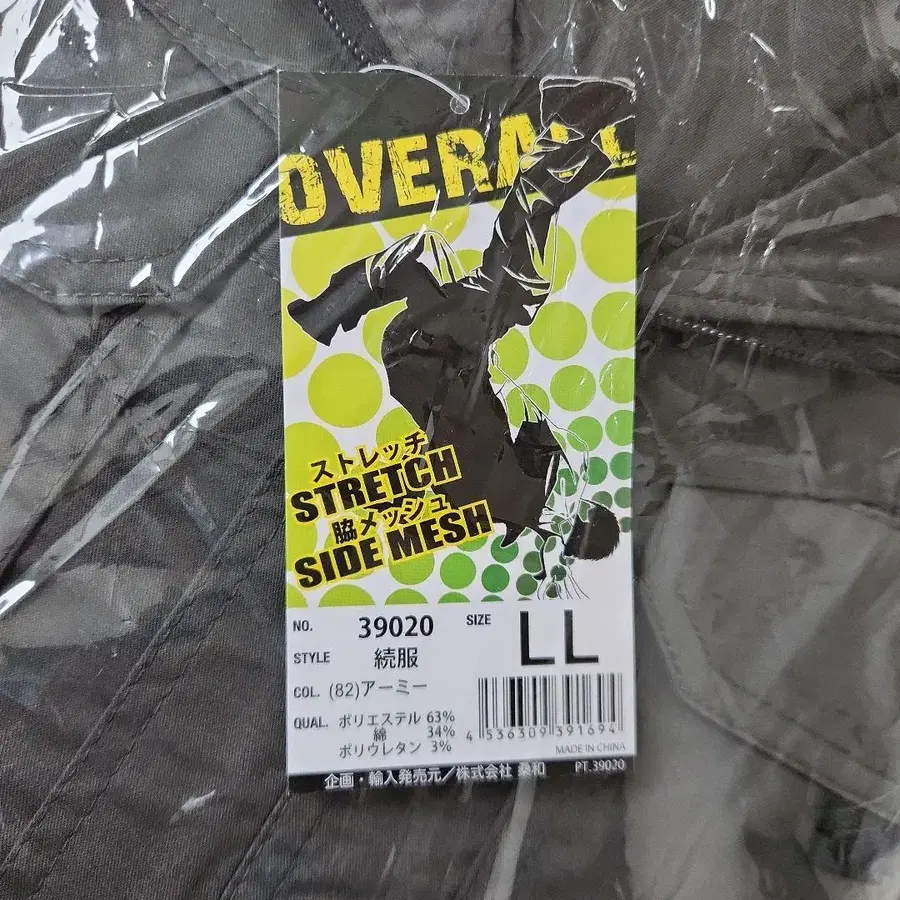 OVERALL
ストレッチ
STRETCH
脇メッシュ
SIDE MESH
NO. 39020 SIZE LL
STYLE 続服
COL. (82)アーミー
QUAL. ポリエステル 63%
綿 34%
ポリウレタン 3%
4 536309 391694
MADE IN CHINA
企画・輸入発売元／株式会社 桑和 PT.39020